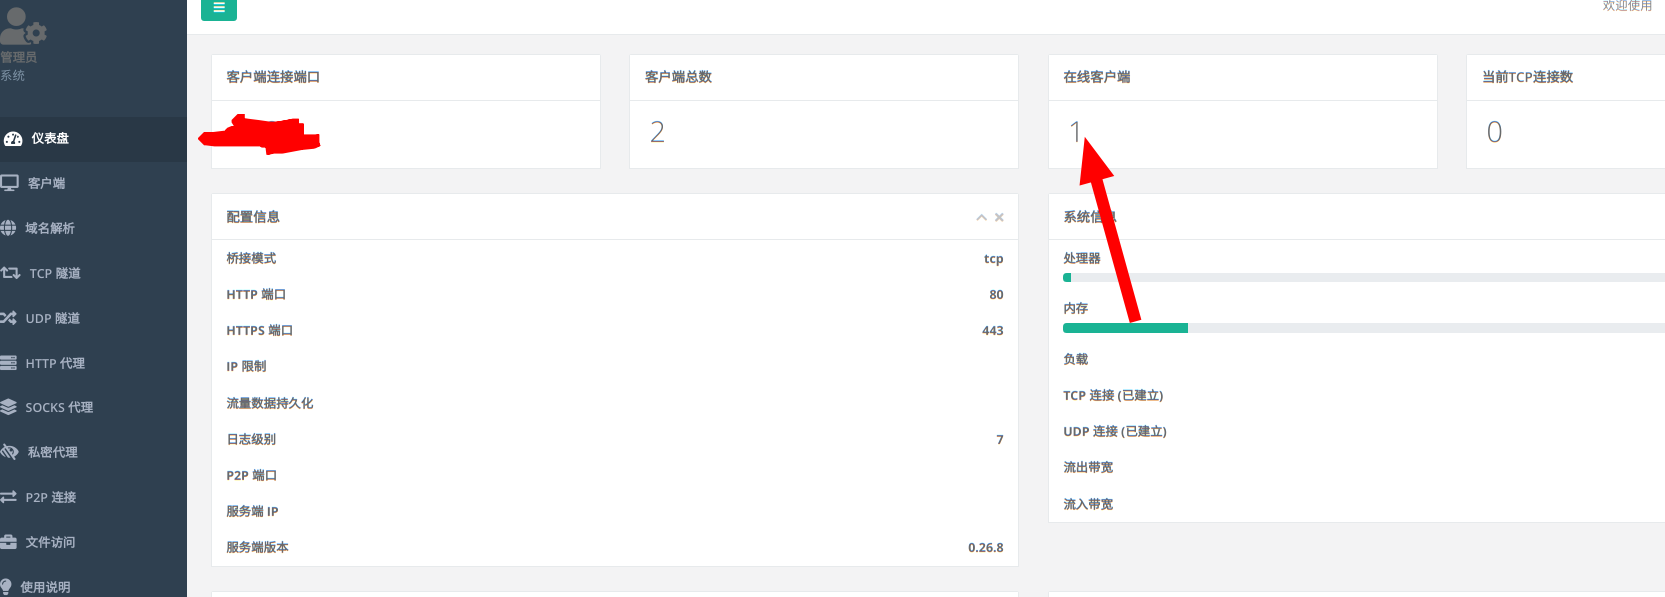 欢迎使用
管理员
系统
仪表盘
客户端
域名解析
TCP 隧道
UDP 隧道
HTTP 代理
SOCKS 代理
私密代理
P2P 连接
文件访问
使用说明
客户端连接端口
客户端总数
2
在线客户端
1
当前TCP连接数
0
配置信息
桥接模式 tcp
HTTP 端口 80
HTTPS 端口 443
IP 限制
流量数据持久化
日志级别 7
P2P 端口
服务端 IP
服务端版本 0.26.8
系统信息
处理器
内存
负载
TCP 连接 (已建立)
UDP 连接 (已建立)
流出带宽
流入带宽